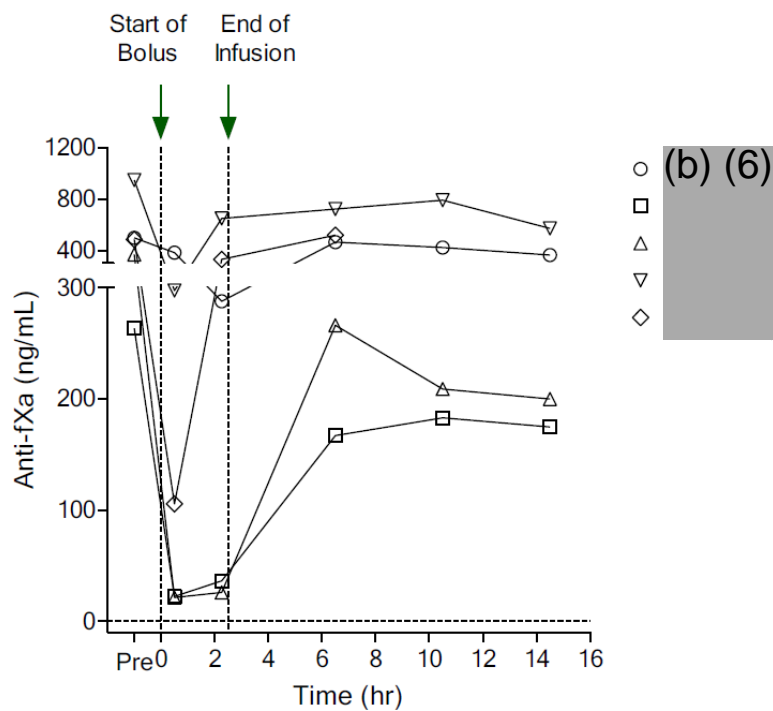 Start of
Bolus
End of
Infusion
1200
800
400
300
200
100
0
Anti-fXa (ng/mL)
Pre 0 2 4 6 8 10 12 14 16
Time (hr)
(b) (6)